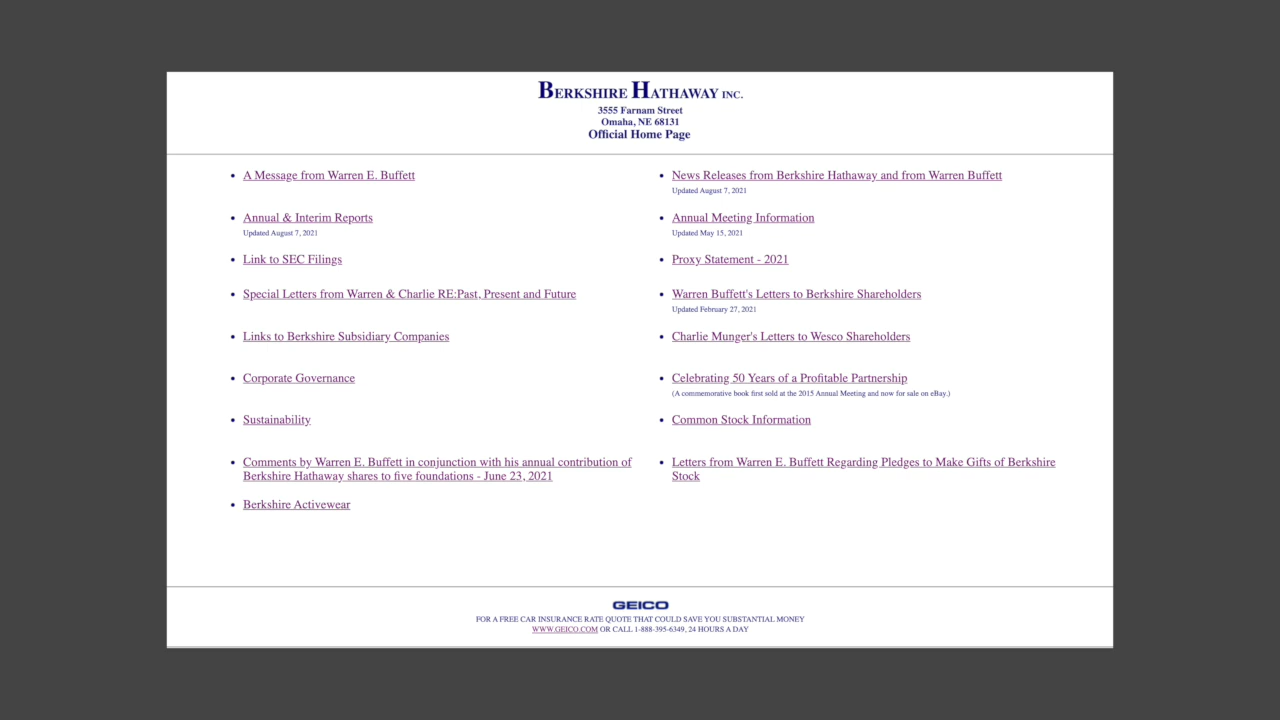 BERKSHIRE HATHAWAY INC.
3555 Farnam Street
Omaha, NE 68131
Official Home Page
A Message from Warren E. Buffett
News Releases from Berkshire Hathaway and from Warren Buffett
Updated August 7, 2021
Annual & Interim Reports
Updated August 7, 2021
Annual Meeting Information
Updated May 15, 2021
Link to SEC Filings
Proxy Statement - 2021
Special Letters from Warren & Charlie RE:Past, Present and Future
Warren Buffett's Letters to Berkshire Shareholders
Updated February 27, 2021
Links to Berkshire Subsidiary Companies
Charlie Munger's Letters to Wesco Shareholders
Corporate Governance
Celebrating 50 Years of a Profitable Partnership
(A commemorative book first sold at the 2015 Annual Meeting and now for sale on eBay.)
Sustainability
Common Stock Information
Comments by Warren E. Buffett in conjunction with his annual contribution of
Berkshire Hathaway shares to five foundations - June 23, 2021
Letters from Warren E. Buffett Regarding Pledges to Make Gifts of Berkshire
Stock
Berkshire Activewear
GEICO
FOR A FREE CAR INSURANCE RATE QUOTE THAT COULD SAVE YOU SUBSTANTIAL MONEY
WWW.GEICO.COM OR CALL 1-888-395-6349, 24 HOURS A DAY